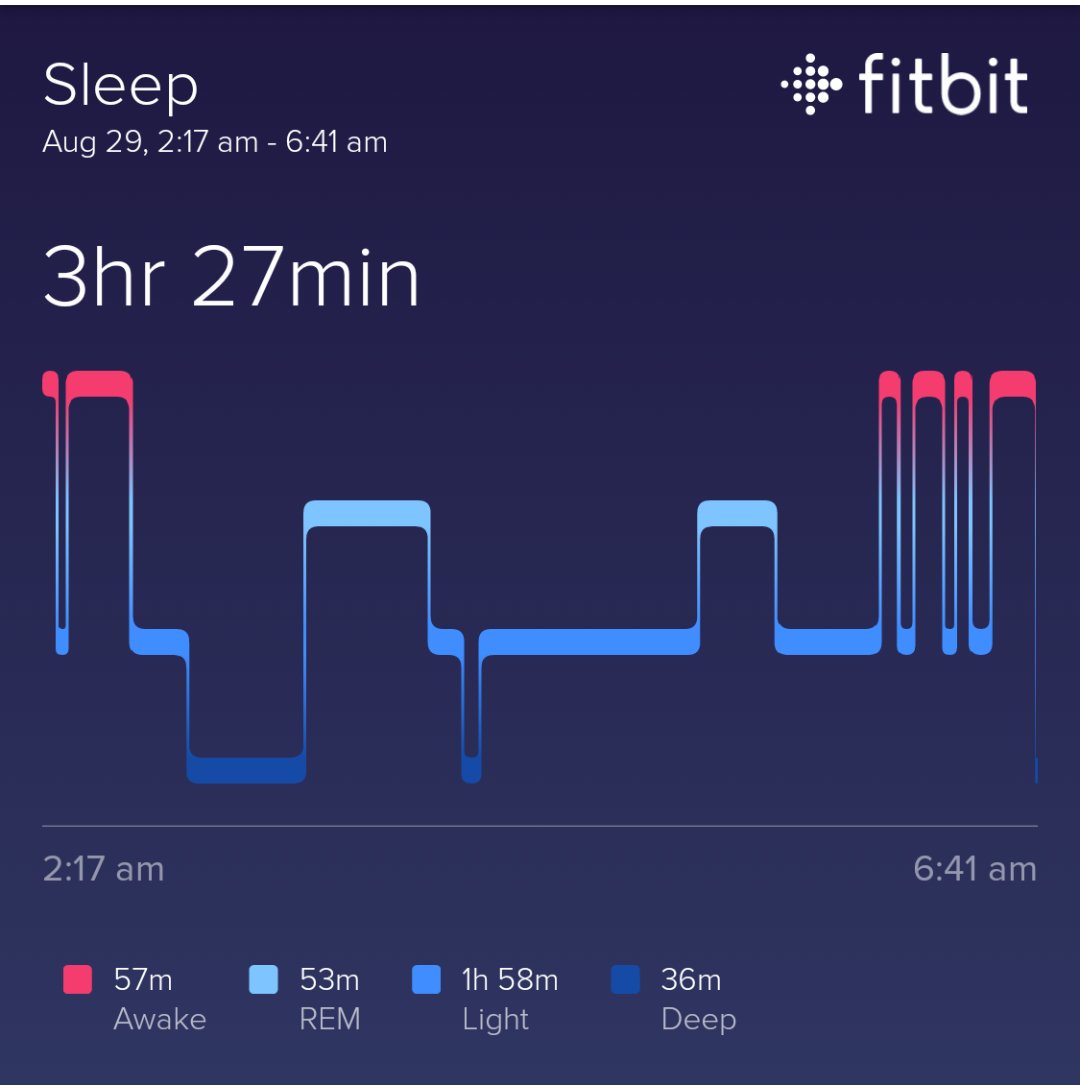 Sleep
fitbit
Aug 29, 2:17 am - 6:41 am
3hr 27min
2:17 am
6:41 am
57m
Awake
53m
REM
1h 58m
Light
36m
Deep